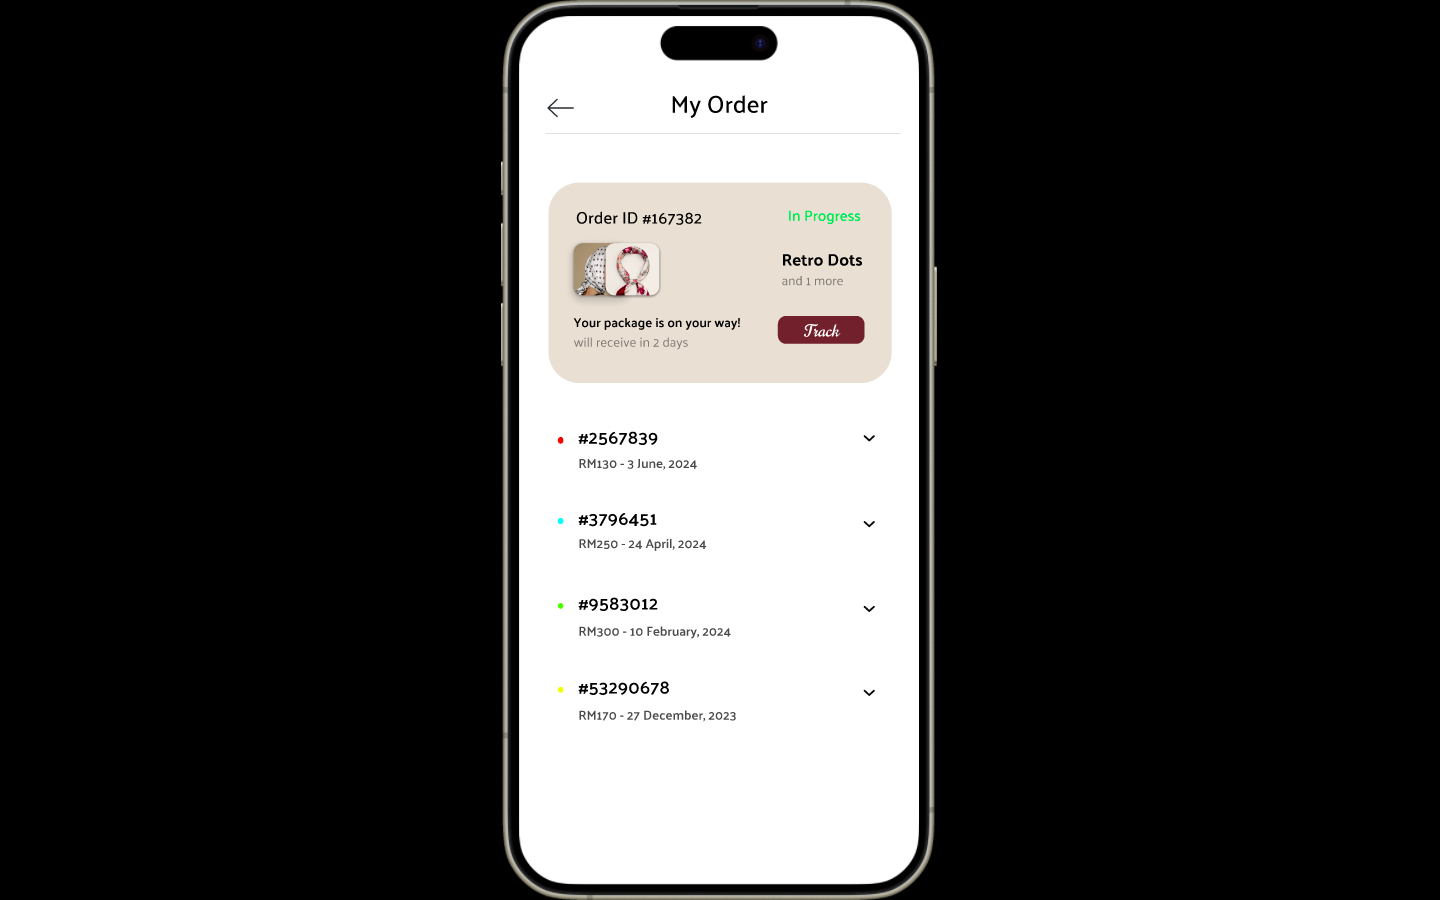 My Order
Order ID #167382
In Progress
Retro Dots
and 1 more
Your package is on your way!
will receive in 2 days
Track
#2567839
RM130 - 3 June, 2024
#3796451
RM250 - 24 April, 2024
#9583012
RM300 - 10 February, 2024
#53290678
RM170 - 27 December, 2023